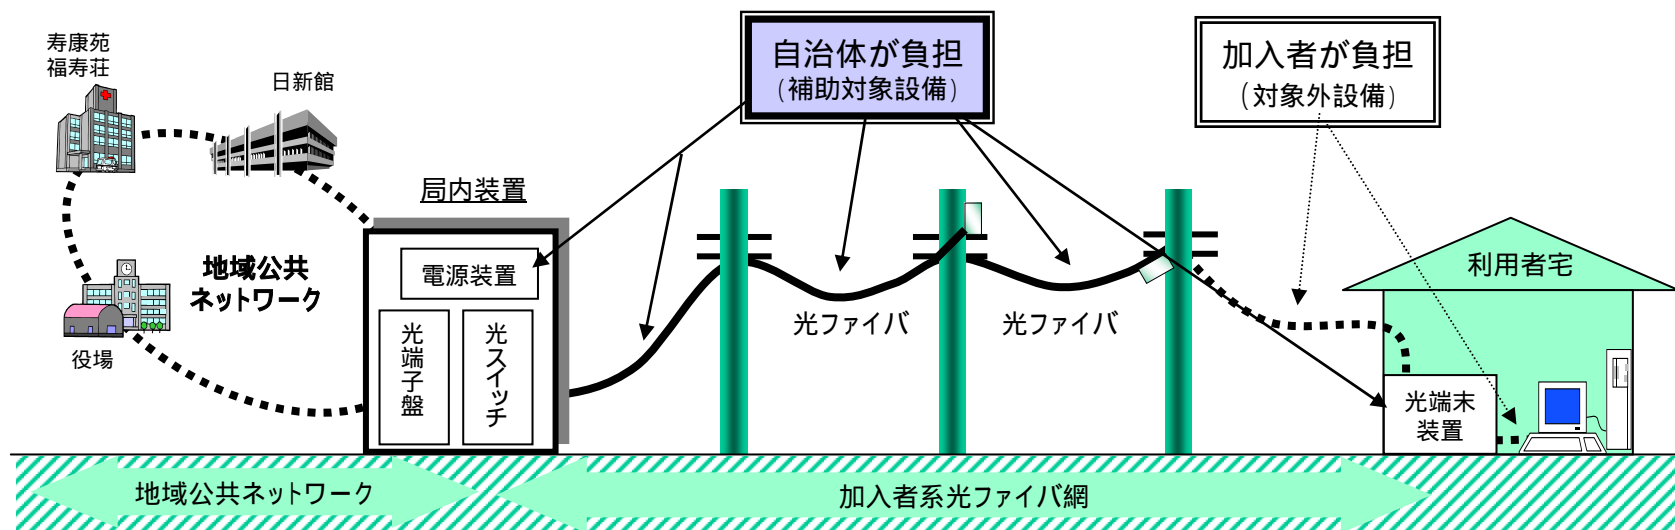 寿康苑
福寿荘
日新館
自治体が負担
(補助対象設備)
加入者が負担
(対象外設備)
局内装置
電源装置
光端子盤
光スイッチ
地域公共
ネットワーク
役場
光ファイバ
光ファイバ
利用者宅
光端末
装置
地域公共ネットワーク
加入者系光ファイバ網